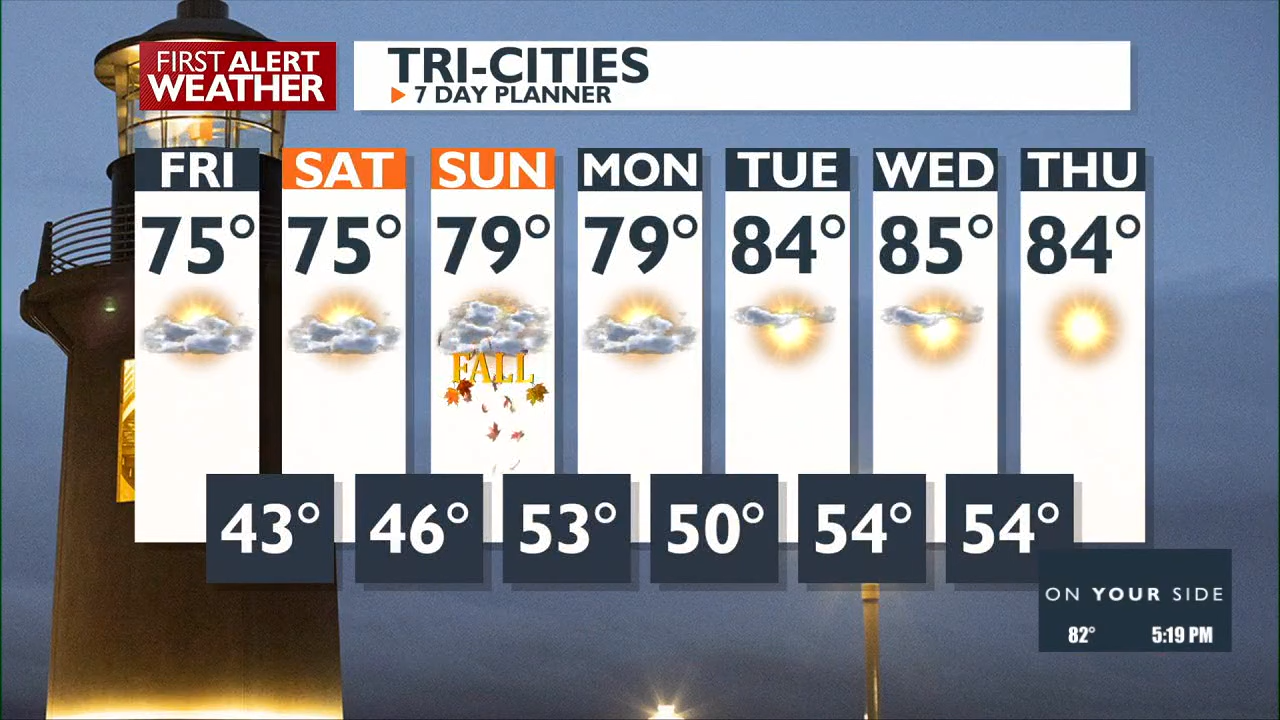 FIRST ALERT
WEATHER
TRI-CITIES
7 DAY PLANNER
FRI SAT SUN MON TUE WED THU
75° 75° 79° 79° 84° 85° 84°
FALL
43° 46° 53° 50° 54° 54°
ON YOUR SIDE
82° 5:19 PM